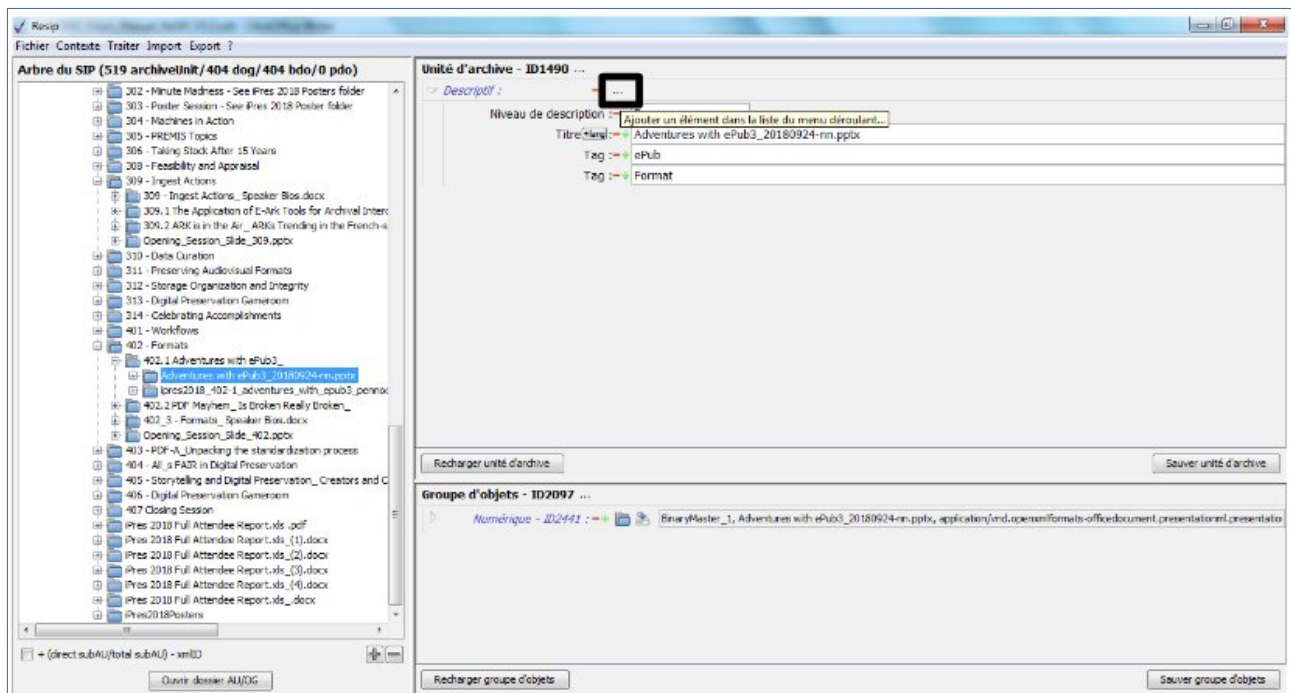 Resip
Fichier Contexte Traiter Import Export ?
Arbre du SIP (519 archiveUnit/404 dog/404 bdo/0 pdo)
302 - Minute Madness - See iPres 2018 Posters folder
303 - Poster Session - See iPres 2018 Poster folder
304 - Machines in Action
305 - PREMIS Topics
306 - Taking Stock After 15 Years
308 - Feasibility and Appraisal
309 - Ingest Actions
309 - Ingest Actions_ Speaker Bios.docx
309.1 The Application of E-Ark Tools for Archival Interc
309.2 ARK is in the Air_ ARKs Trending in the French-s
Opening_Session_Slide_309.pptx
310 - Data Curation
311 - Preserving Audiovisual Formats
312 - Storage Organization and Integrity
313 - Digital Preservation Gameroom
314 - Celebrating Accomplishments
401 - Workflows
402 - Formats
402.1 Adventures with ePub3_
Adventures with ePub3_20180924-nn.pptx
ipres2018_402-1_adventures_with_epub3_pennoc
402.2 PDF Mayhem_ Is Broken Really Broken_
402_3 - Formats_ Speaker Bios.docx
Opening_Session_Slide_402.pptx
403 - PDF-A_Unpacking the standardization process
404 - All_s FAIR in Digital Preservation
405 - Storytelling and Digital Preservation_ Creators and C
406 - Digital Preservation Gameroom
407 Closing Session
iPres 2018 Full Attendee Report.xls .pdf
iPres 2018 Full Attendee Report.xls_(1).docx
iPres 2018 Full Attendee Report.xls_(2).docx
iPres 2018 Full Attendee Report.xls_(3).docx
iPres 2018 Full Attendee Report.xls_(4).docx
iPres 2018 Full Attendee Report.xls_.docx
iPres2018Posters
+ (direct subAU/total subAU) - xmlID
Ouvrir dossier AU/OG
Unité d'archive - ID1490 ...
Descriptif : - ...
Niveau de description :
Ajouter un élément dans la liste du menu déroulant...
Titre +lang :-+ Adventures with ePub3_20180924-nn.pptx
Tag :-+ ePub
Tag :-+ Format
Recharger unité d'archive Sauver unité d'archive
Groupe d'objets - ID2097 ...
Numérique - ID2441 :-+ BinaryMaster_1, Adventures with ePub3_20180924-nn.pptx, application/vnd.openxmlformats-officedocument.presentationml.presentatio
Recharger groupe d'objets Sauver groupe d'objets